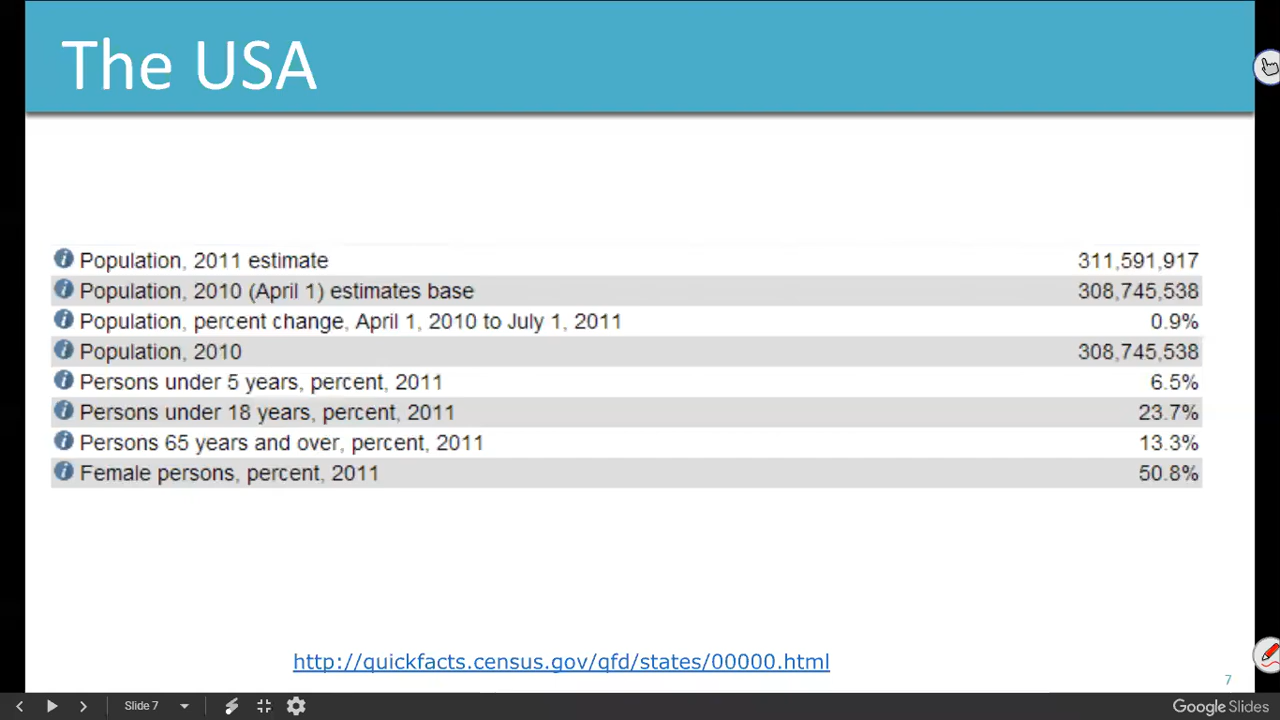 The USA
Population, 2011 estimate 311,591,917
Population, 2010 (April 1) estimates base 308,745,538
Population, percent change, April 1, 2010 to July 1, 2011 0.9%
Population, 2010 308,745,538
Persons under 5 years, percent, 2011 6.5%
Persons under 18 years, percent, 2011 23.7%
Persons 65 years and over, percent, 2011 13.3%
Female persons, percent, 2011 50.8%
http://quickfacts.census.gov/qfd/states/00000.html
7
Slide 7 Google Slides